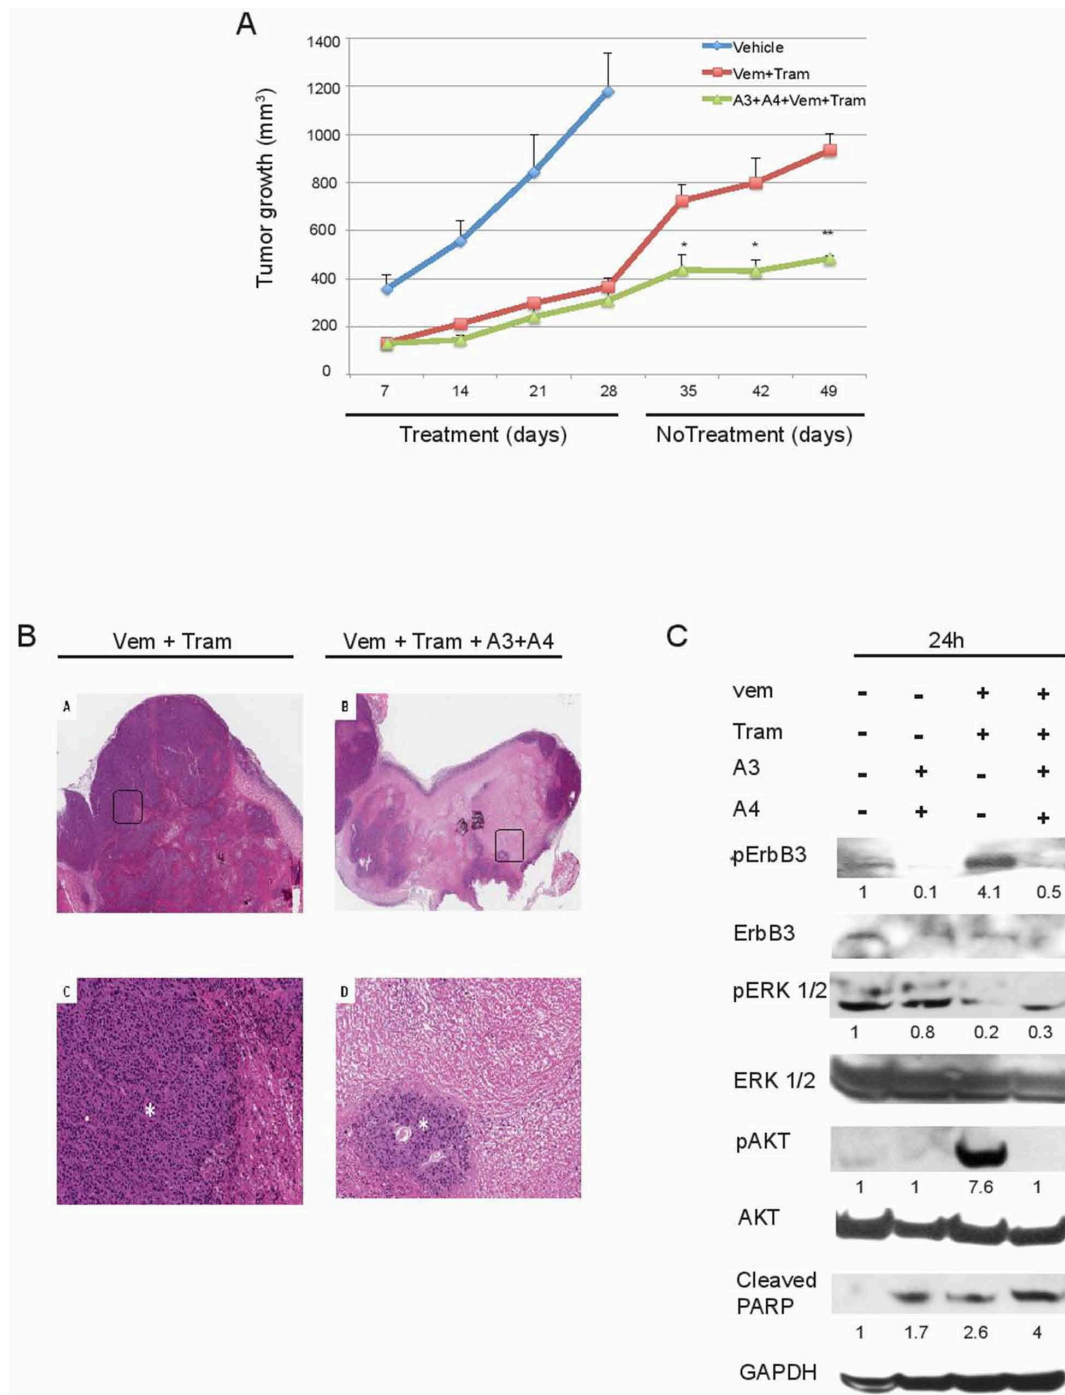 A
1400
1200
1000
800
600
400
200
0
Tumor growth (mm³)
Vehicle
Vem+Tram
A3+A4+Vem+Tram
* * **
7 14 21 28 35 42 49
Treatment (days) NoTreatment (days)
B
Vem + Tram Vem + Tram + A3+A4
A B
C D
* *
C
24h
vem - - + +
Tram - - + +
A3 - + - +
A4 - + - +
pErbB3
1 0.1 4.1 0.5
ErbB3
pERK 1/2
1 0.8 0.2 0.3
ERK 1/2
pAKT
1 1 7.6 1
AKT
Cleaved
PARP
1 1.7 2.6 4
GAPDH